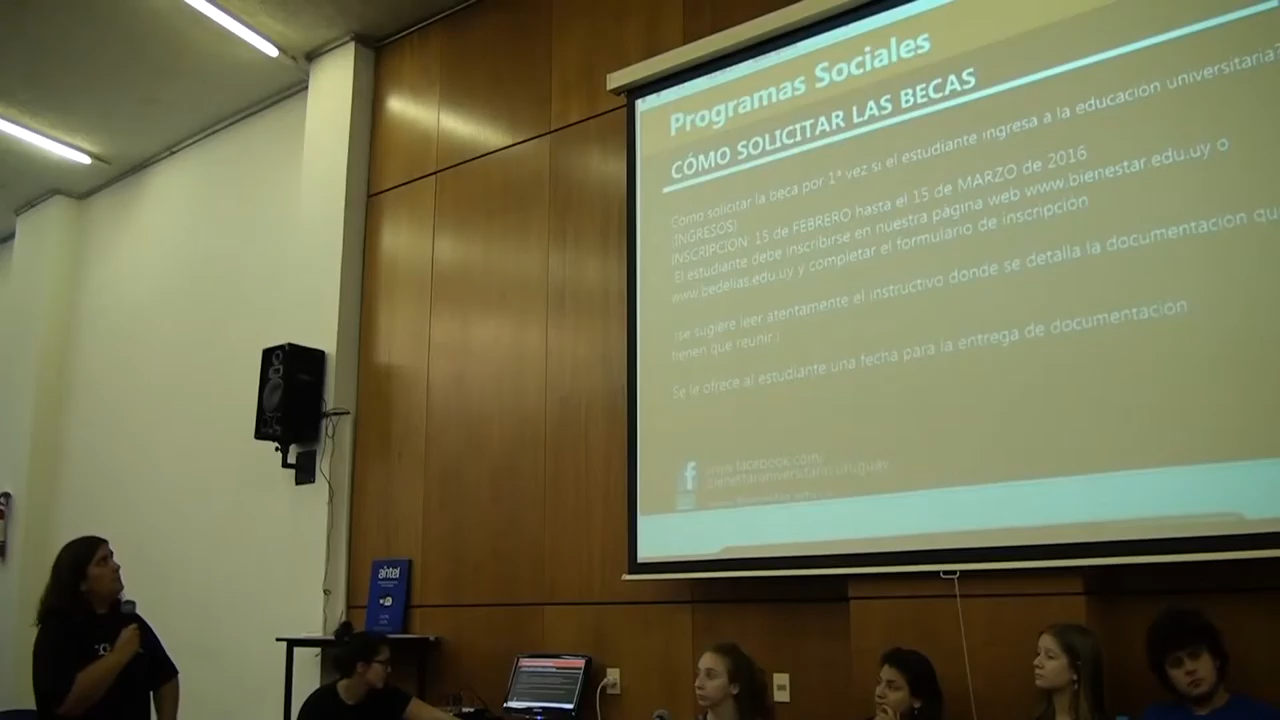 Programas Sociales
CÓMO SOLICITAR LAS BECAS
Cómo solicitar la beca por 1ª vez si el estudiante ingresa a la educación universitaria?
(INGRESOS)
INSCRIPCION: 15 de FEBRERO hasta el 15 de MARZO de 2016
El estudiante debe inscribirse en nuestra página web www.bienestar.edu.uy o
www.bedelias.edu.uy y completar el formulario de inscripción
(se sugiere leer atentamente el instructivo donde se detalla la documentación qu
tienen que reunir.)
Se le ofrece al estudiante una fecha para la entrega de documentación
f
www.facebook.com/
bienestaruniversitario.uruguay
antel